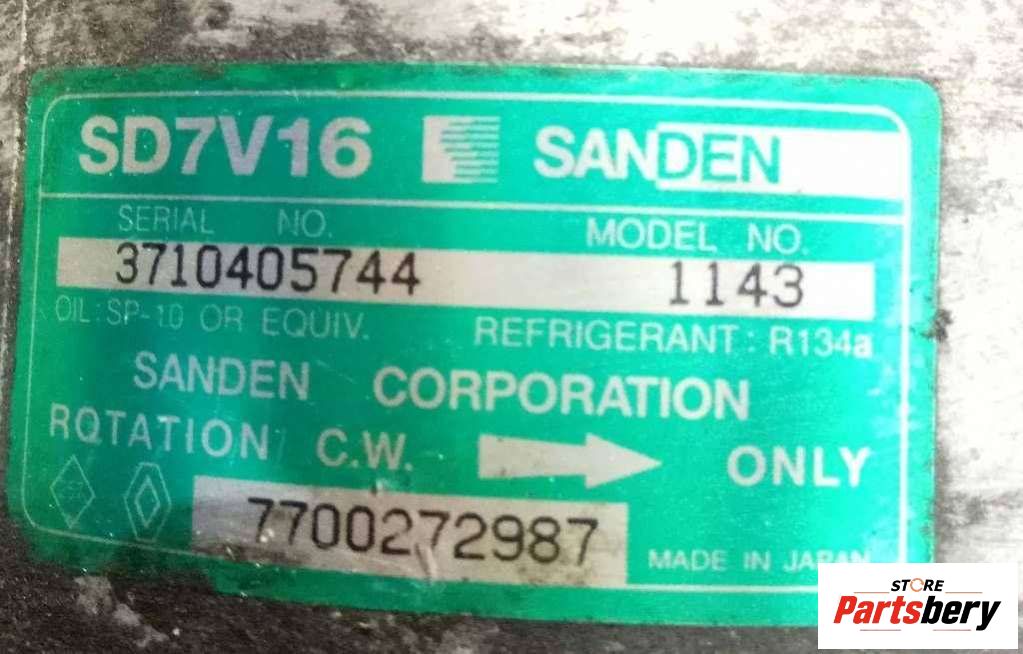 SD7V16 SANDEN
SERIAL NO. MODEL NO.
3710405744 1143
OIL: SP-10 OR EQUIV. REFRIGERANT: R134a
SANDEN CORPORATION
ROTATION C.W. ONLY
7700272987 MADE IN JAPAN
STORE
Partsbery